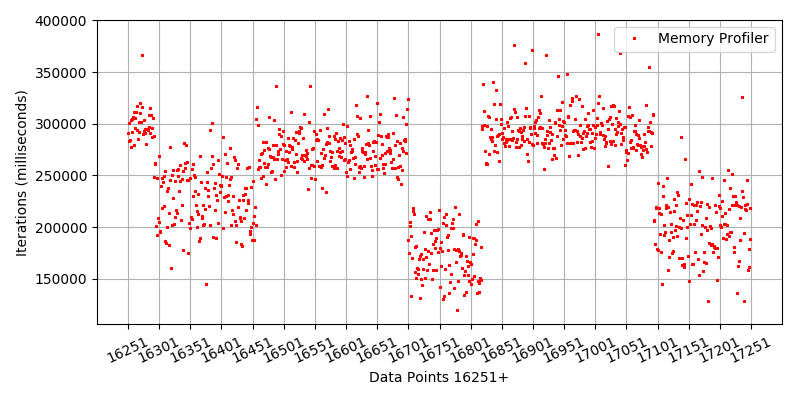 400000
Memory Profiler
350000
300000
250000
200000
150000
Iterations (milliseconds)
16251 16301 16351 16401 16451 16501 16551 16601 16651 16701 16751 16801 16851 16901 16951 17001 17051 17101 17151 17201 17251
Data Points 16251+